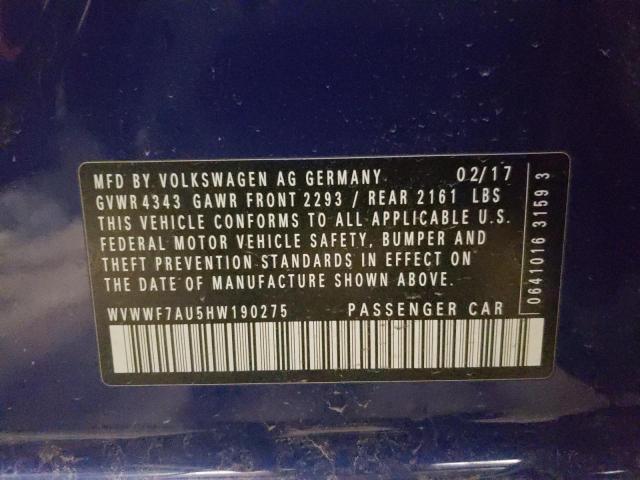 MFD BY VOLKSWAGEN AG GERMANY 02/17
GVWR 4343 GAWR FRONT 2293 / REAR 2161 LBS
THIS VEHICLE CONFORMS TO ALL APPLICABLE U.S.
FEDERAL MOTOR VEHICLE SAFETY, BUMPER AND
THEFT PREVENTION STANDARDS IN EFFECT ON
THE DATE OF MANUFACTURE SHOWN ABOVE.
WVWWF7AU5HW190275 PASSENGER CAR
0641016 3159 3